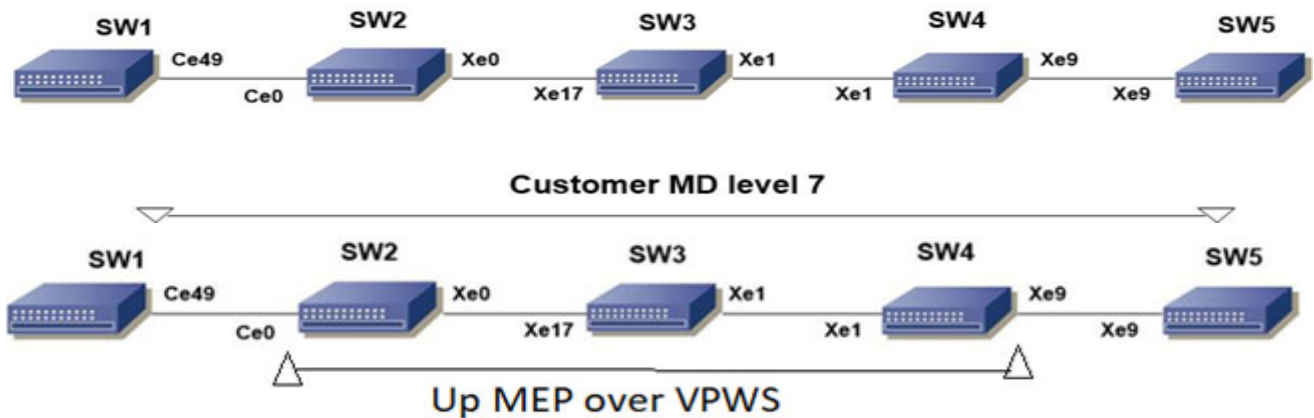 SW1 SW2 SW3 SW4 SW5
Ce49 Xe0 Xe1 Xe9
Ce0 Xe17 Xe1 Xe9
Customer MD level 7
SW1 SW2 SW3 SW4 SW5
Ce49 Xe0 Xe1 Xe9
Ce0 Xe17 Xe1 Xe9
Up MEP over VPWS